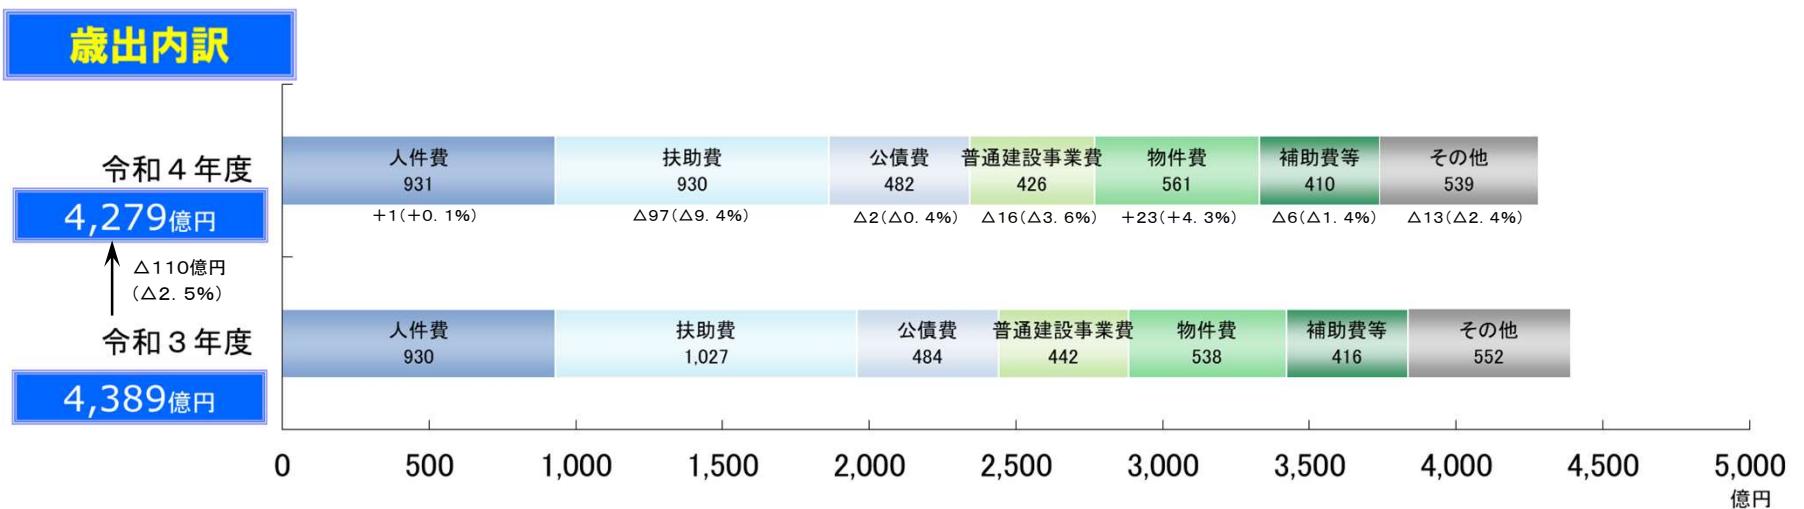 歳出内訳
令和４年度
4,279億円
人件費 扶助費 公債費 普通建設事業費 物件費 補助費等 その他
931 930 482 426 561 410 539
＋1(＋0.1%) △97(△9.4%) △2(△0.4%) △16(△3.6%) ＋23(＋4.3%) △6(△1.4%) △13(△2.4%)
△110億円
(△2.5%)
令和３年度
4,389億円
人件費 扶助費 公債費 普通建設事業費 物件費 補助費等 その他
930 1,027 484 442 538 416 552
0 500 1,000 1,500 2,000 2,500 3,000 3,500 4,000 4,500 5,000
億円